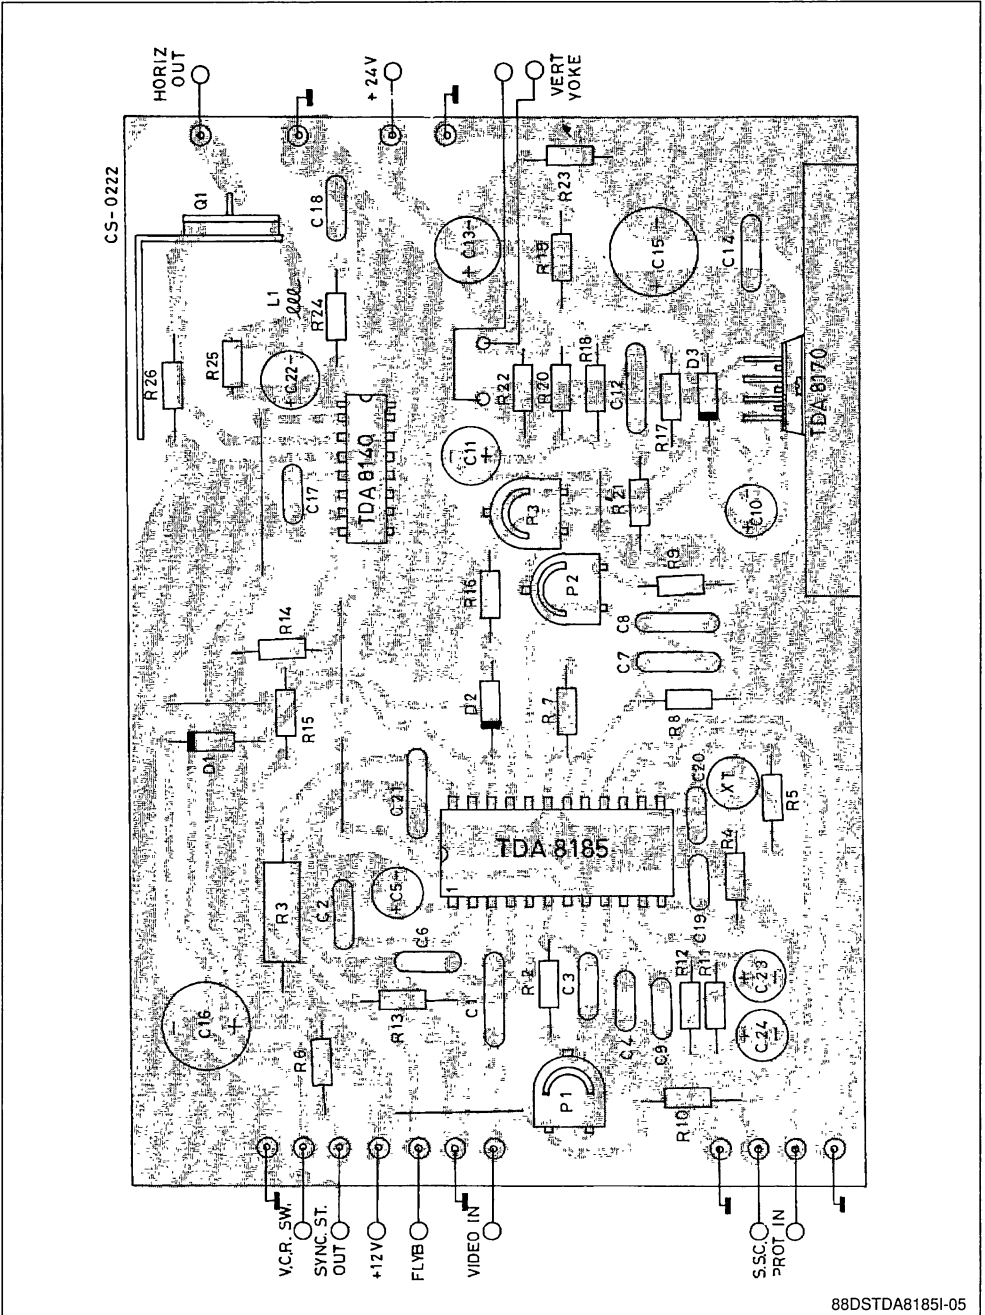 HORIZ
OUT
+ 24V
VERT
YOKE
CS-0222
Q1
C18
C13
R23
R19
C15
C14
L1
R24
R26
R25
C22
R22
R20
R18
C12
D3
R17
TDA 8170
C11
TDA 8140
C17
R3
R21
C10
R16
P2
R9
R14
C8
C7
R15
D2
R7
R8
D1
C21
C20
XT
R5
TDA 8185
1
R4
R3
C2
C5
C19
C6
R2
C3
R12
R11
C23
C16
R13
C1
C4
C9
C24
R6
P1
R10
V.C.R. SW.
SYNC. ST.
OUT
+12V
FLYB
VIDEO IN
S.S.C.
PROT IN
88DSTDA8185I-05